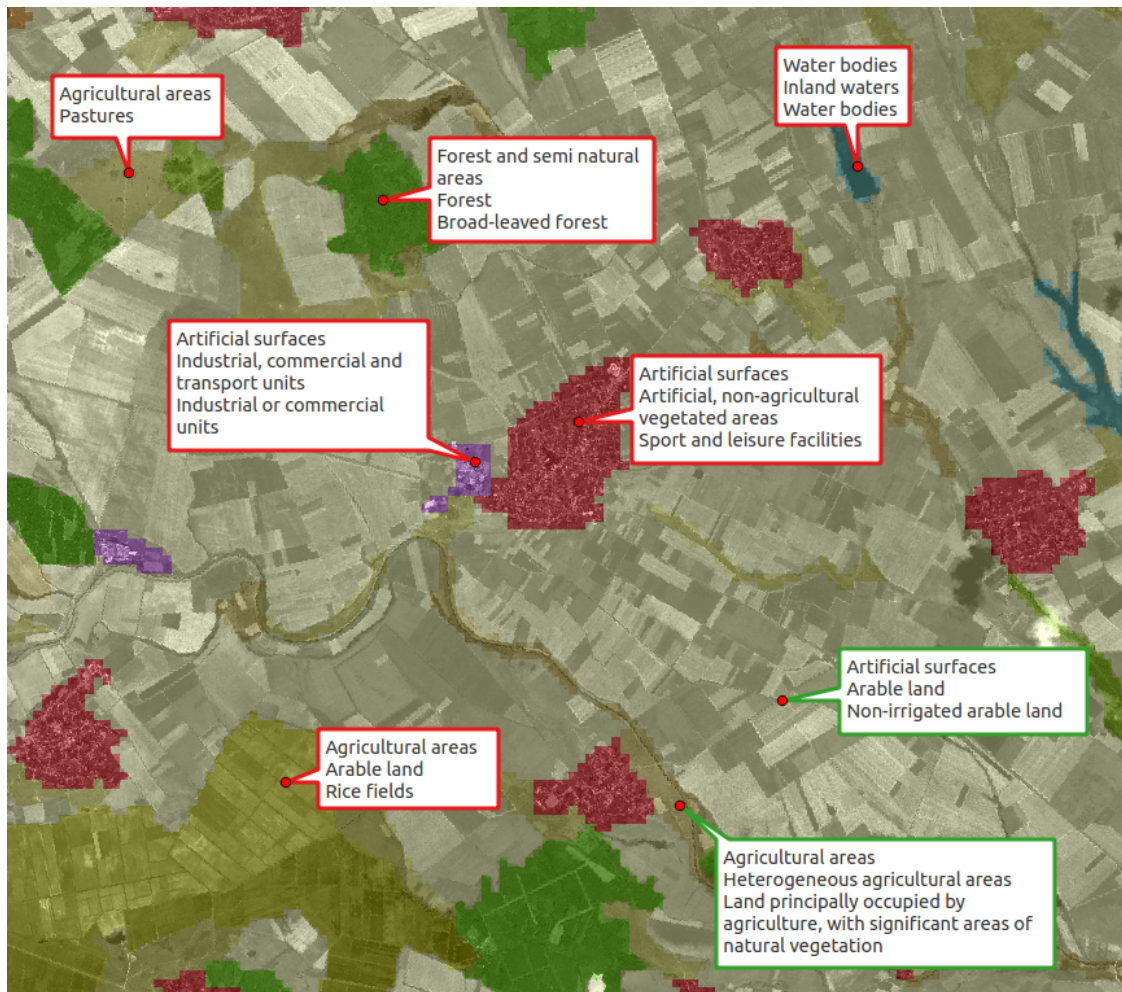 Agricultural areas
Pastures
Water bodies
Inland waters
Water bodies
Forest and semi natural
areas
Forest
Broad-leaved forest
Artificial surfaces
Industrial, commercial and
transport units
Industrial or commercial
units
Artificial surfaces
Artificial, non-agricultural
vegetated areas
Sport and leisure facilities
Artificial surfaces
Arable land
Non-irrigated arable land
Agricultural areas
Arable land
Rice fields
Agricultural areas
Heterogeneous agricultural areas
Land principally occupied by
agriculture, with significant areas of
natural vegetation